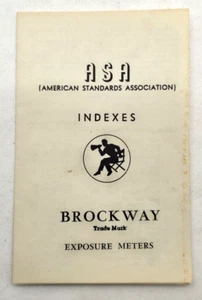 ASA
(AMERICAN STANDARDS ASSOCIATION)
INDEXES
BROCKWAY
Trade Mark
EXPOSURE METERS